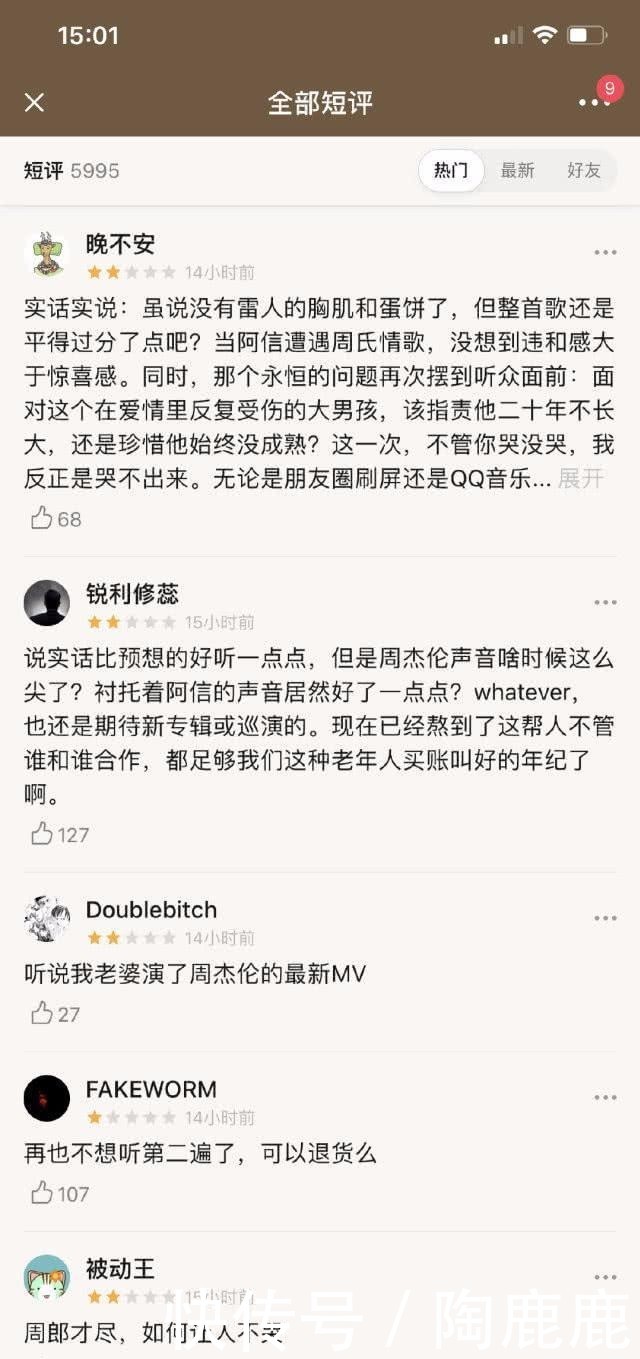 15:01
全部短评
9
短评 5995
热门 最新 好友
晚不安
14小时前
实话实说：虽说没有雷人的胸肌和蛋饼了，但整首歌还是
平得过分了点吧？当阿信遭遇周氏情歌，没想到违和感大
于惊喜感。同时，那个永恒的问题再次摆到听众面前：面
对这个在爱情里反复受伤的大男孩，该指责他二十年不长
大，还是珍惜他始终没成熟？这一次，不管你哭没哭，我
反正是哭不出来。无论是朋友圈刷屏还是QQ音乐... 展开
68
锐利修蕊
15小时前
说实话比预想的好听一点点，但是周杰伦声音啥时候这么
尖了？衬托着阿信的声音居然好了一点点？whatever，
也还是期待新专辑或巡演的。现在已经熬到了这帮人不管
谁和谁合作，都足够我们这种老年人买账叫好的年纪了
啊。
127
Doublebitch
14小时前
听说我老婆演了周杰伦的最新MV
27
FAKEWORM
14小时前
再也不想听第二遍了，可以退货么
107
被动王
15小时前
周郎才尽，如何让人不笑
快传号 / 陶鹿鹿